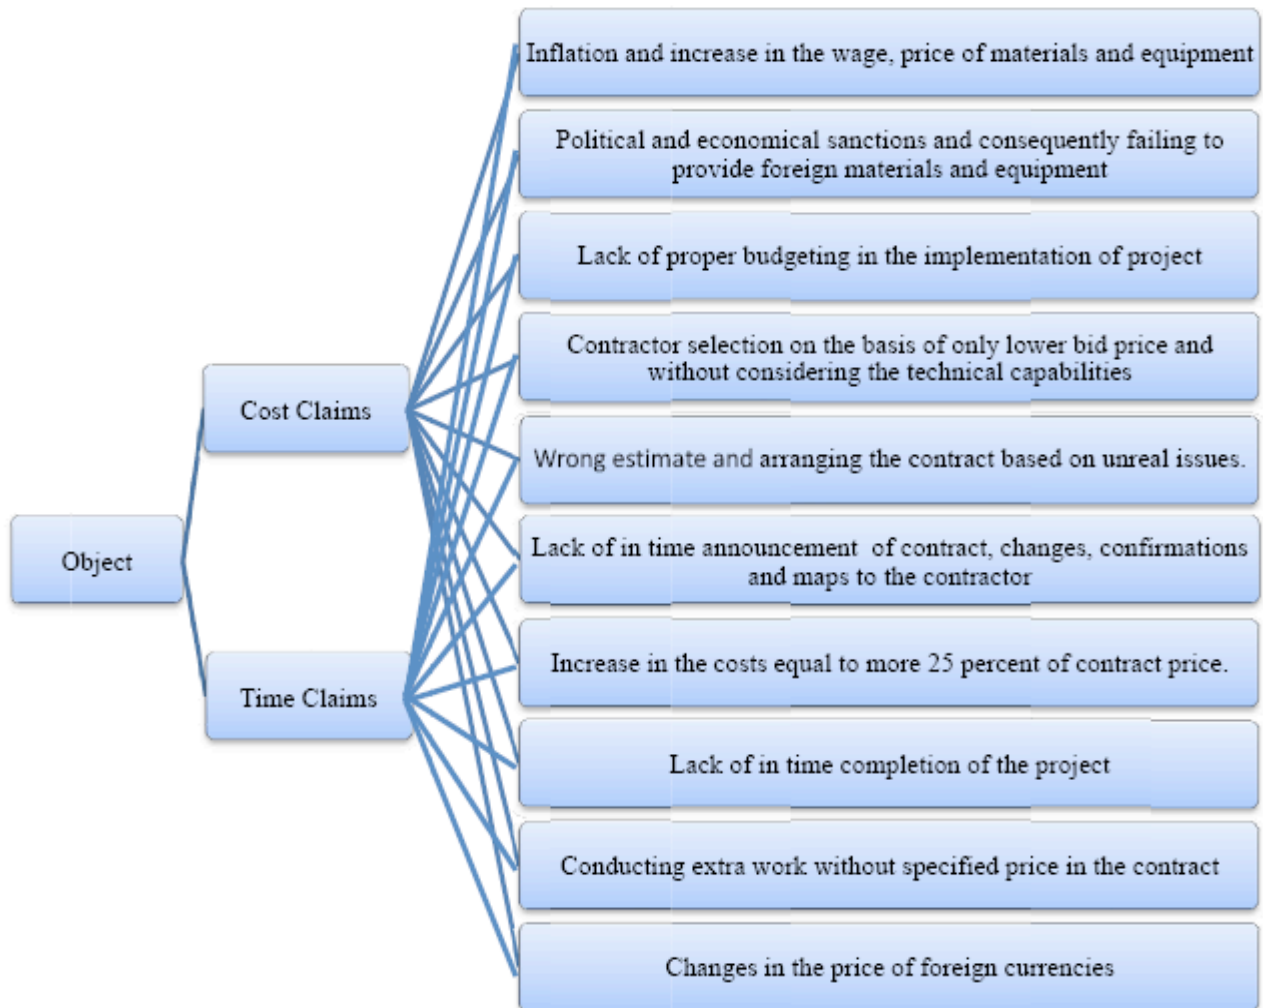 Inflation and increase in the wage, price of materials and equipment
Political and economical sanctions and consequently failing to
provide foreign materials and equipment
Lack of proper budgeting in the implementation of project
Contractor selection on the basis of only lower bid price and
without considering the technical capabilities
Cost Claims
Wrong estimate and arranging the contract based on unreal issues.
Object
Lack of in time announcement of contract, changes, confirmations
and maps to the contractor
Increase in the costs equal to more 25 percent of contract price.
Time Claims
Lack of in time completion of the project
Conducting extra work without specified price in the contract
Changes in the price of foreign currencies